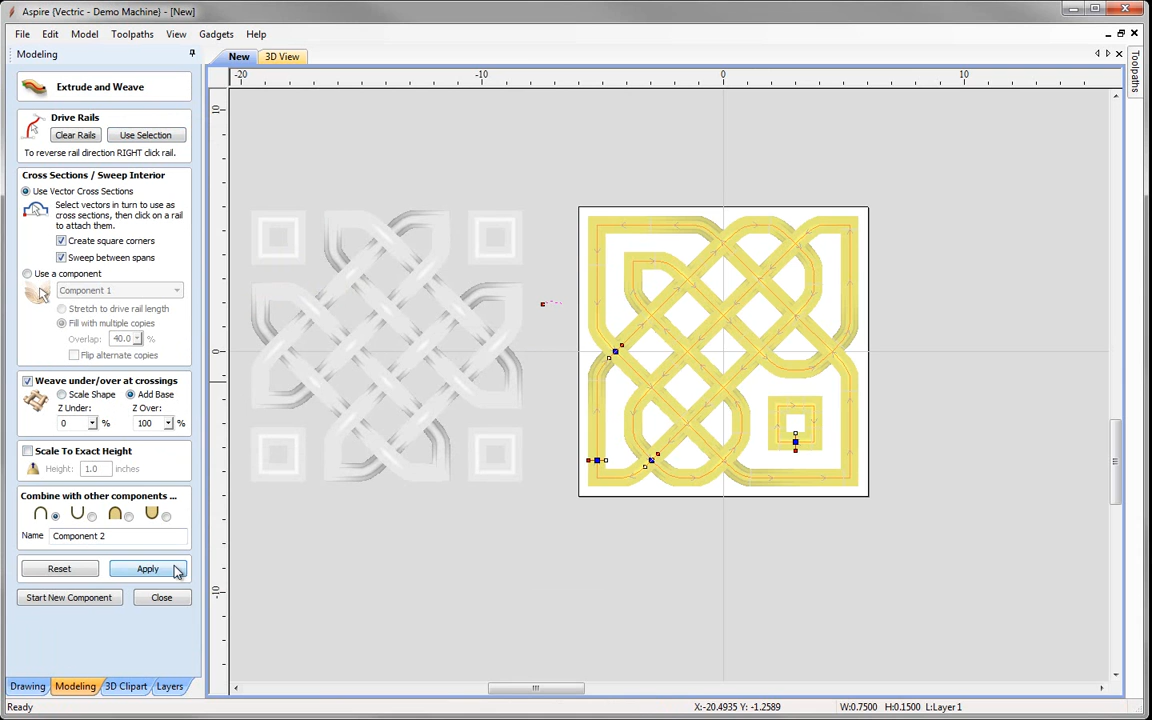 Aspire {Vectric - Demo Machine} - [New]
File Edit Model Toolpaths View Gadgets Help
Modeling
New 3D View
Toolpaths
-20 -10 0 10
10
0
-10
Extrude and Weave
Drive Rails
Clear Rails Use Selection
To reverse rail direction RIGHT click rail.
Cross Sections / Sweep Interior
Use Vector Cross Sections
Select vectors in turn to use as
cross sections, then click on a rail
to attach them.
Create square corners
Sweep between spans
Use a component
Component 1
Stretch to drive rail length
Fill with multiple copies
Overlap: 40.0 %
Flip alternate copies
Weave under/over at crossings
Scale Shape Add Base
Z Under: Z Over:
0 % 100 %
Scale To Exact Height
Height: 1.0 inches
Combine with other components ...
Name Component 2
Reset Apply
Start New Component Close
Drawing Modeling 3D Clipart Layers
Ready X:-20.4935 Y: -1.2589 W:0.7500 H:0.1500 L:Layer 1